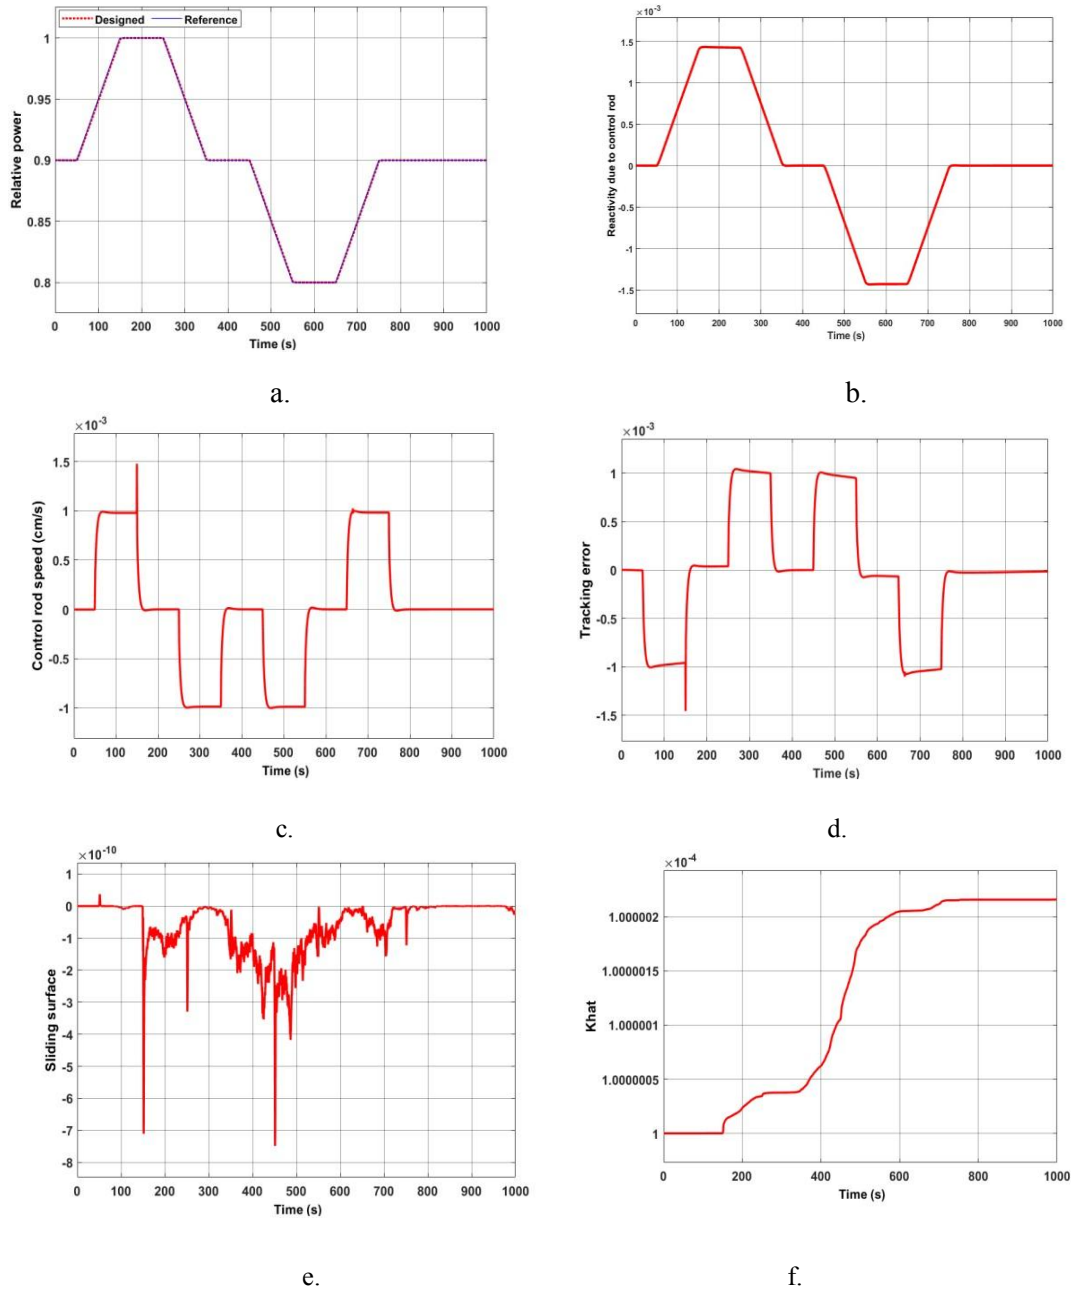 Designed Reference
1
0.95
0.9
0.85
0.8
Relative power
0 100 200 300 400 500 600 700 800 900 1000
Time (s)
a.
×10-3
1.5
1
0.5
0
-0.5
-1
-1.5
Reactivity due to control rod
0 100 200 300 400 500 600 700 800 900 1000
Time (s)
b.
×10-3
1.5
1
0.5
0
-0.5
-1
Control rod speed (cm/s)
0 100 200 300 400 500 600 700 800 900 1000
Time (s)
c.
×10-3
1
0.5
0
-0.5
-1
-1.5
Tracking error
0 100 200 300 400 500 600 700 800 900 1000
Time (s)
d.
×10-10
1
0
-1
-2
-3
-4
-5
-6
-7
-8
Sliding surface
0 100 200 300 400 500 600 700 800 900 1000
Time (s)
e.
×10-4
1.0000002
1.0000015
1.000001
1.0000005
1
Khat
0 200 400 600 800 1000
Time (s)
f.